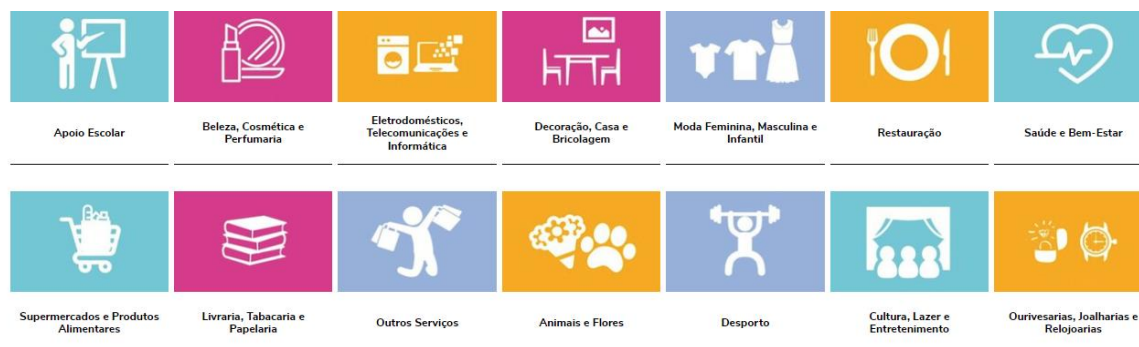 Apoio Escolar
Beleza, Cosmética e
Perfumaria
Eletrodomésticos,
Telecomunicações e
Informática
Decoração, Casa e
Bricolagem
Moda Feminina, Masculina e
Infantil
Restauração
Saúde e Bem-Estar
Supermercados e Produtos
Alimentares
Livraria, Tabacaria e
Papelaria
Outros Serviços
Animais e Flores
Desporto
Cultura, Lazer e
Entretenimento
Ourivesarias, Joalharias e
Relojoarias